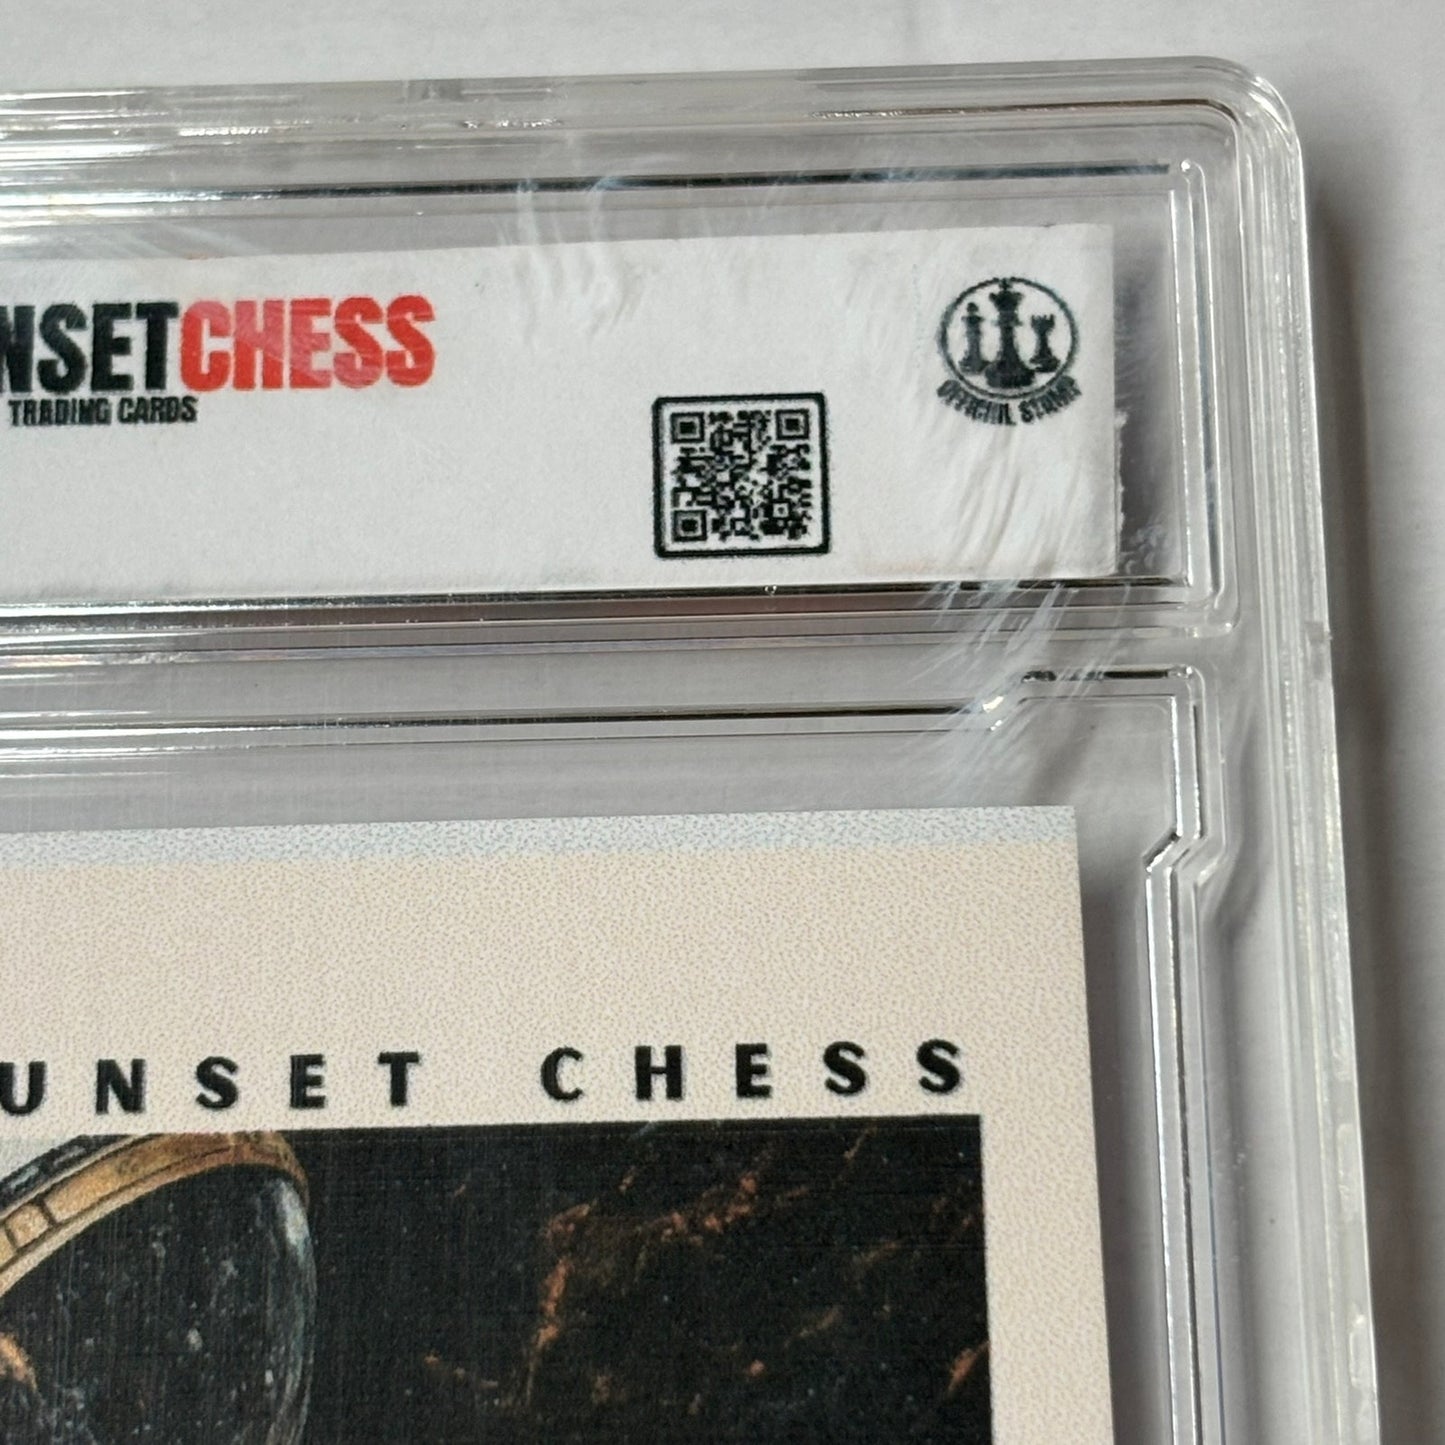 NSETCHESS
TRADING CARDS
OFFICIAL STAMP
UNSET CHESS